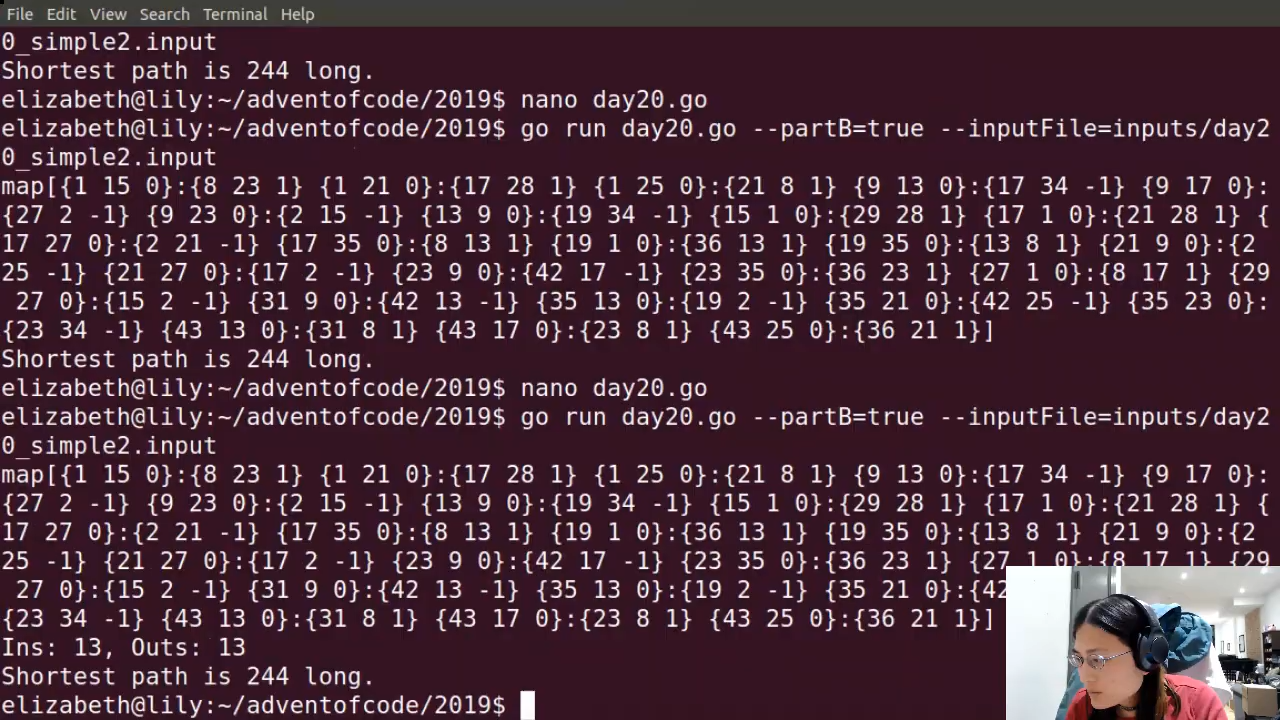 File Edit View Search Terminal Help
0_simple2.input
Shortest path is 244 long.
elizabeth@lily:~/adventofcode/2019$ nano day20.go
elizabeth@lily:~/adventofcode/2019$ go run day20.go --partB=true --inputFile=inputs/day2
0_simple2.input
map[{1 15 0}:{8 23 1} {1 21 0}:{17 28 1} {1 25 0}:{21 8 1} {9 13 0}:{17 34 -1} {9 17 0}:
{27 2 -1} {9 23 0}:{2 15 -1} {13 9 0}:{19 34 -1} {15 1 0}:{29 28 1} {17 1 0}:{21 28 1} {
17 27 0}:{2 21 -1} {17 35 0}:{8 13 1} {19 1 0}:{36 13 1} {19 35 0}:{13 8 1} {21 9 0}:{2
25 -1} {21 27 0}:{17 2 -1} {23 9 0}:{42 17 -1} {23 35 0}:{36 23 1} {27 1 0}:{8 17 1} {29
27 0}:{15 2 -1} {31 9 0}:{42 13 -1} {35 13 0}:{19 2 -1} {35 21 0}:{42 25 -1} {35 23 0}:
{23 34 -1} {43 13 0}:{31 8 1} {43 17 0}:{23 8 1} {43 25 0}:{36 21 1}]
Shortest path is 244 long.
elizabeth@lily:~/adventofcode/2019$ nano day20.go
elizabeth@lily:~/adventofcode/2019$ go run day20.go --partB=true --inputFile=inputs/day2
0_simple2.input
map[{1 15 0}:{8 23 1} {1 21 0}:{17 28 1} {1 25 0}:{21 8 1} {9 13 0}:{17 34 -1} {9 17 0}:
{27 2 -1} {9 23 0}:{2 15 -1} {13 9 0}:{19 34 -1} {15 1 0}:{29 28 1} {17 1 0}:{21 28 1} {
17 27 0}:{2 21 -1} {17 35 0}:{8 13 1} {19 1 0}:{36 13 1} {19 35 0}:{13 8 1} {21 9 0}:{2
25 -1} {21 27 0}:{17 2 -1} {23 9 0}:{42 17 -1} {23 35 0}:{36 23 1} {27 1 0}:{8 17 1} {29
27 0}:{15 2 -1} {31 9 0}:{42 13 -1} {35 13 0}:{19 2 -1} {35 21 0}:{42
{23 34 -1} {43 13 0}:{31 8 1} {43 17 0}:{23 8 1} {43 25 0}:{36 21 1}]
Ins: 13, Outs: 13
Shortest path is 244 long.
elizabeth@lily:~/adventofcode/2019$